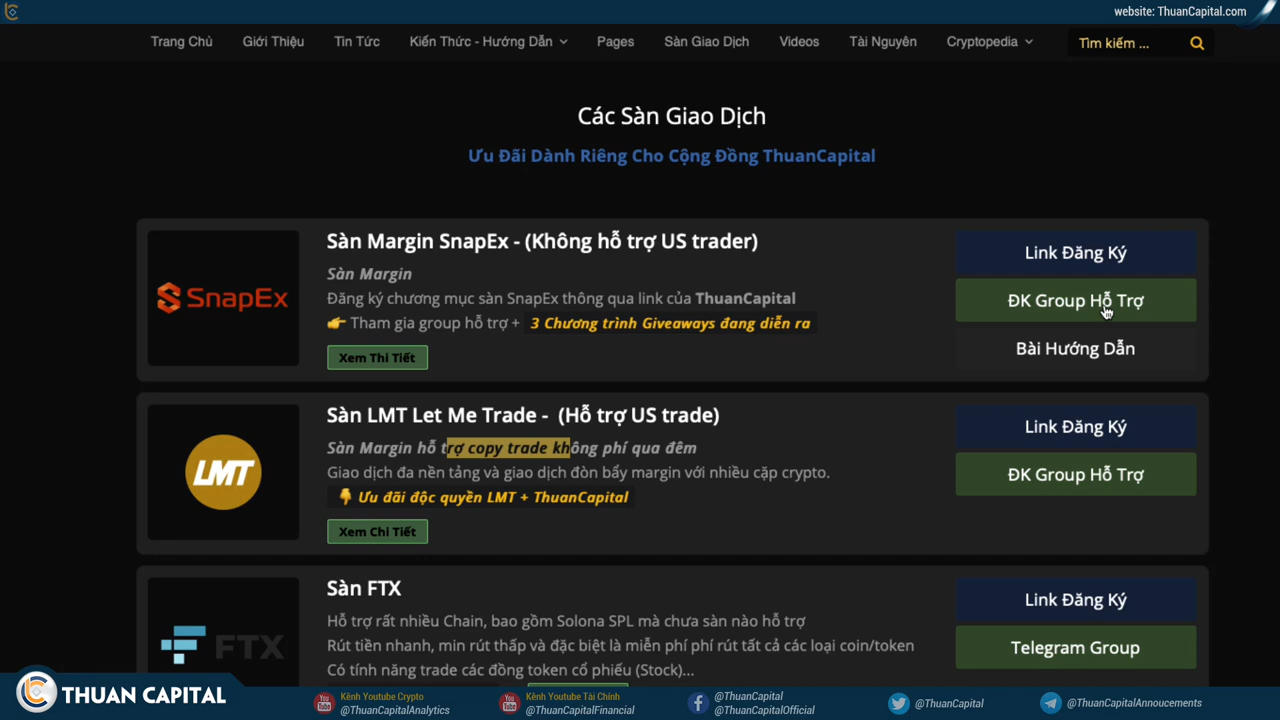 website: ThuanCapital.com
Trang Chủ Giới Thiệu Tin Tức Kiến Thức - Hướng Dẫn Pages Sàn Giao Dịch Videos Tài Nguyên Cryptopedia Tìm kiếm ...
Các Sàn Giao Dịch
Ưu Đãi Dành Riêng Cho Cộng Đồng ThuanCapital
SnapEx
Sàn Margin SnapEx - (Không hỗ trợ US trader)
Sàn Margin
Đăng ký chương mục sàn SnapEx thông qua link của ThuanCapital
👉 Tham gia group hỗ trợ + 3 Chương trình Giveaways đang diễn ra
Xem Thi Tiết
Link Đăng Ký
ĐK Group Hỗ Trợ
Bài Hướng Dẫn
LMT
Sàn LMT Let Me Trade - (Hỗ trợ US trade)
Sàn Margin hỗ trợ copy trade không phí qua đêm
Giao dịch đa nền tảng và giao dịch đòn bẩy margin với nhiều cặp crypto.
👇 Ưu đãi độc quyền LMT + ThuanCapital
Xem Chi Tiết
Link Đăng Ký
ĐK Group Hỗ Trợ
FTX
Sàn FTX
Hỗ trợ rất nhiều Chain, bao gồm Solona SPL mà chưa sàn nào hỗ trợ
Rút tiền nhanh, min rút thấp và đặc biệt là miễn phí phí rút tất cả các loại coin/token
Có tính năng trade các đồng token cổ phiếu (Stock)...
Link Đăng Ký
Telegram Group
THUAN CAPITAL
Kênh Youtube Crypto
@ThuanCapitalAnalytics
Kênh Youtube Tài Chính
@ThuanCapitalFinancial
@ThuanCapital
@ThuanCapitalOfficial
@ThuanCapital
@ThuanCapitalAnnoucements